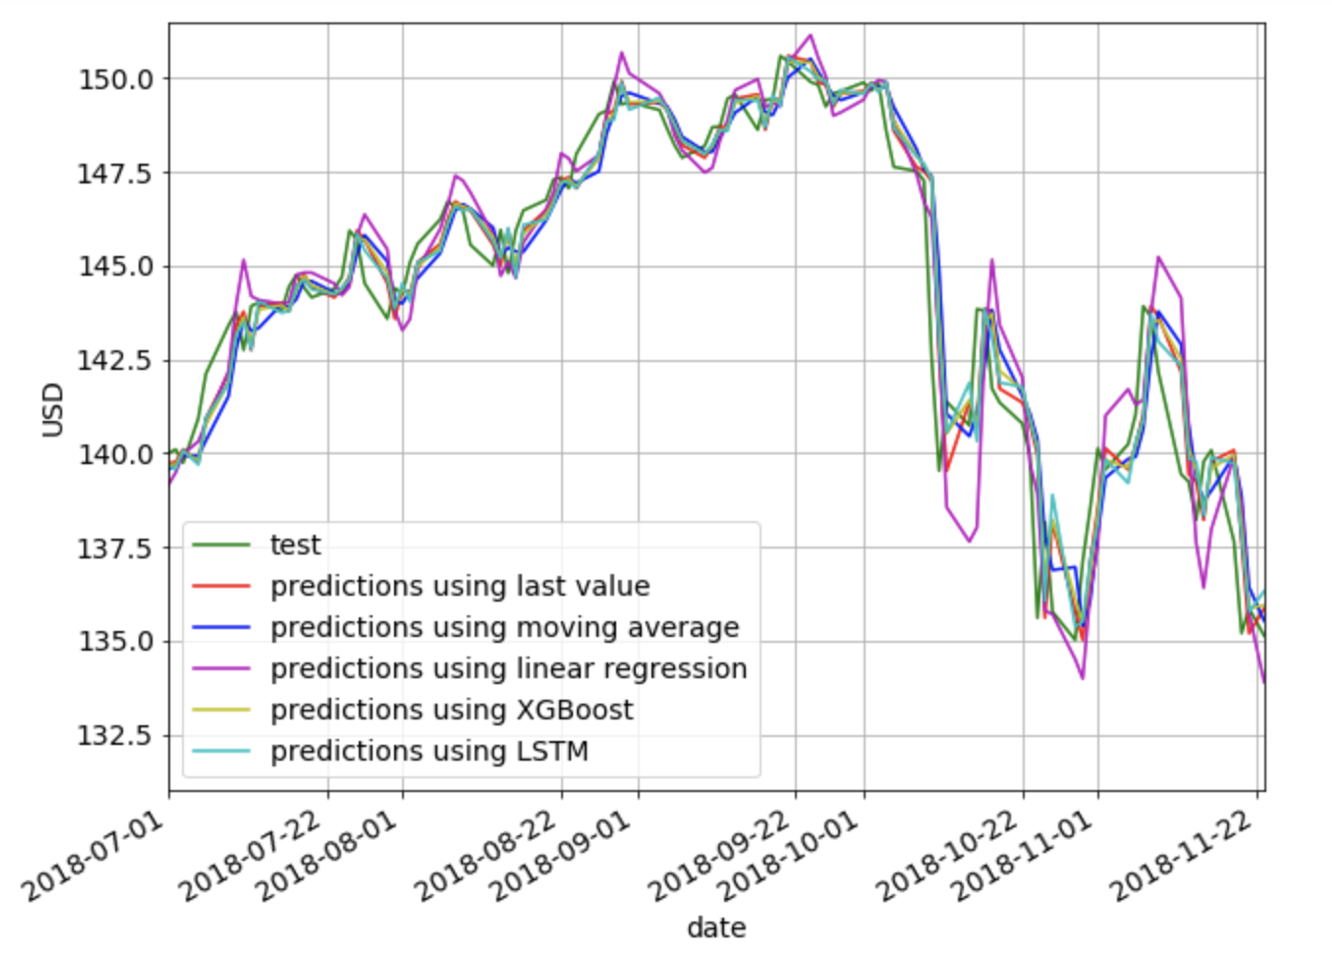 150.0
147.5
145.0
142.5
140.0
137.5
135.0
132.5
USD
test
predictions using last value
predictions using moving average
predictions using linear regression
predictions using XGBoost
predictions using LSTM
2018-07-01
2018-07-22
2018-08-01
2018-08-22
2018-09-01
2018-09-22
2018-10-01
2018-10-22
2018-11-01
2018-11-22
date